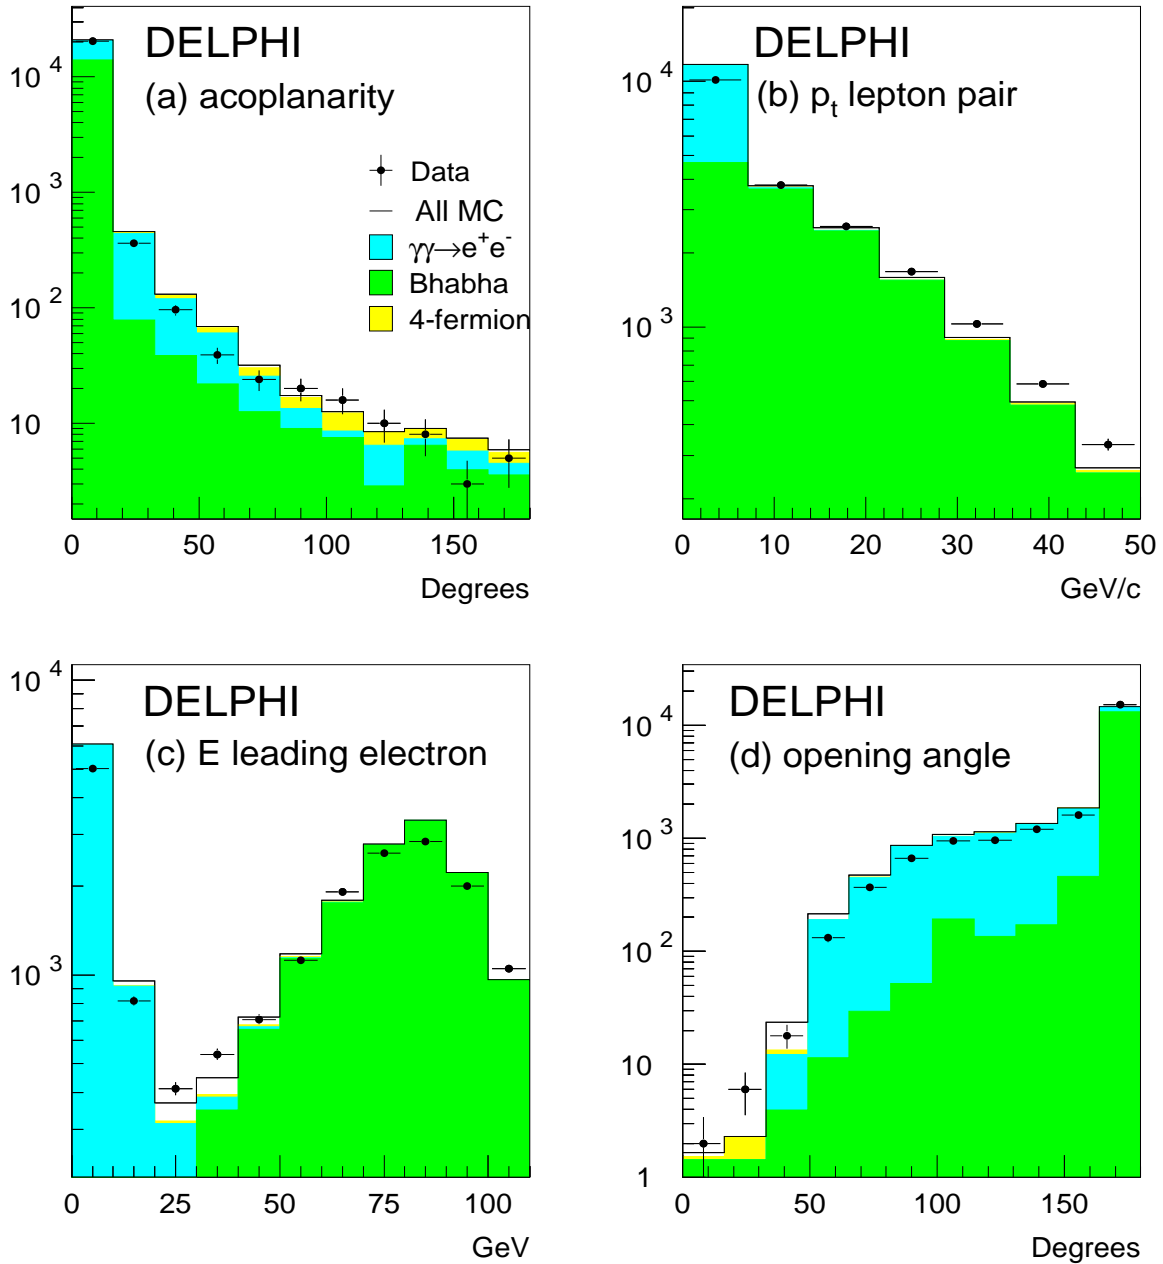 DELPHI
(a) acoplanarity
10 4
10 3
10 2
10
Data
All MC
γγ→e+e-
Bhabha
4-fermion
0 50 100 150
Degrees
DELPHI
(b) pt lepton pair
10 4
10 3
0 10 20 30 40 50
GeV/c
DELPHI
(c) E leading electron
10 4
10 3
0 25 50 75 100
GeV
DELPHI
(d) opening angle
10 4
10 3
10 2
10
1
0 50 100 150
Degrees